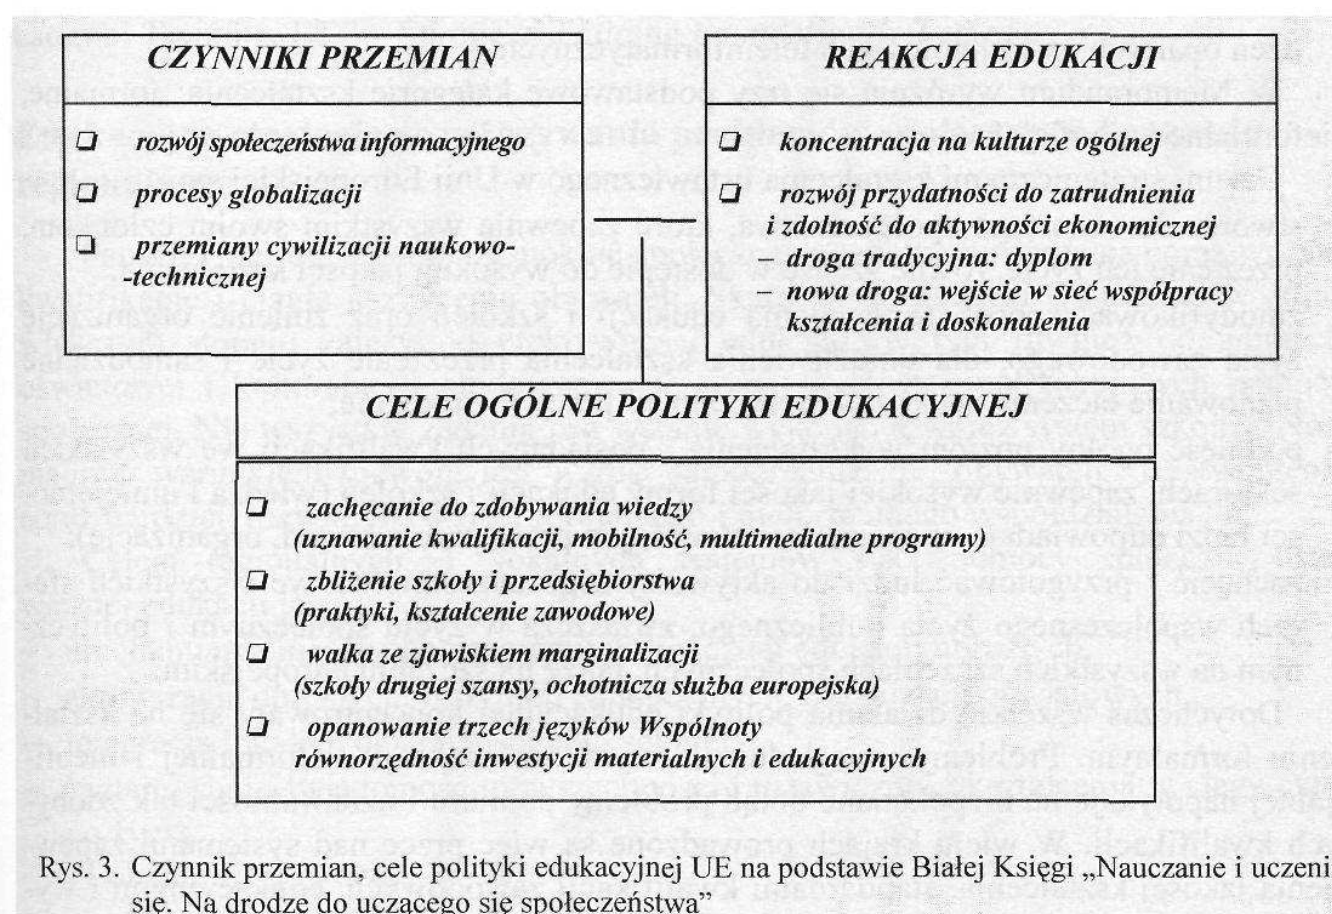 CZYNNIKI PRZEMIAN
❑ rozwój społeczeństwa informacyjnego
❑ procesy globalizacji
❑ przemiany cywilizacji naukowo-
-technicznej
REAKCJA EDUKACJI
❑ koncentracja na kulturze ogólnej
❑ rozwój przydatności do zatrudnienia
i zdolność do aktywności ekonomicznej
– droga tradycyjna: dyplom
– nowa droga: wejście w sieć współpracy
kształcenia i doskonalenia
CELE OGÓLNE POLITYKI EDUKACYJNEJ
❑ zachęcanie do zdobywania wiedzy
(uznawanie kwalifikacji, mobilność, multimedialne programy)
❑ zbliżenie szkoły i przedsiębiorstwa
(praktyki, kształcenie zawodowe)
❑ walka ze zjawiskiem marginalizacji
(szkoły drugiej szansy, ochotnicza służba europejska)
❑ opanowanie trzech języków Wspólnoty
równorzędność inwestycji materialnych i edukacyjnych
Rys. 3. Czynnik przemian, cele polityki edukacyjnej UE na podstawie Białej Księgi „Nauczanie i uczeni
się. Na drodze do uczącego się społeczeństwa”